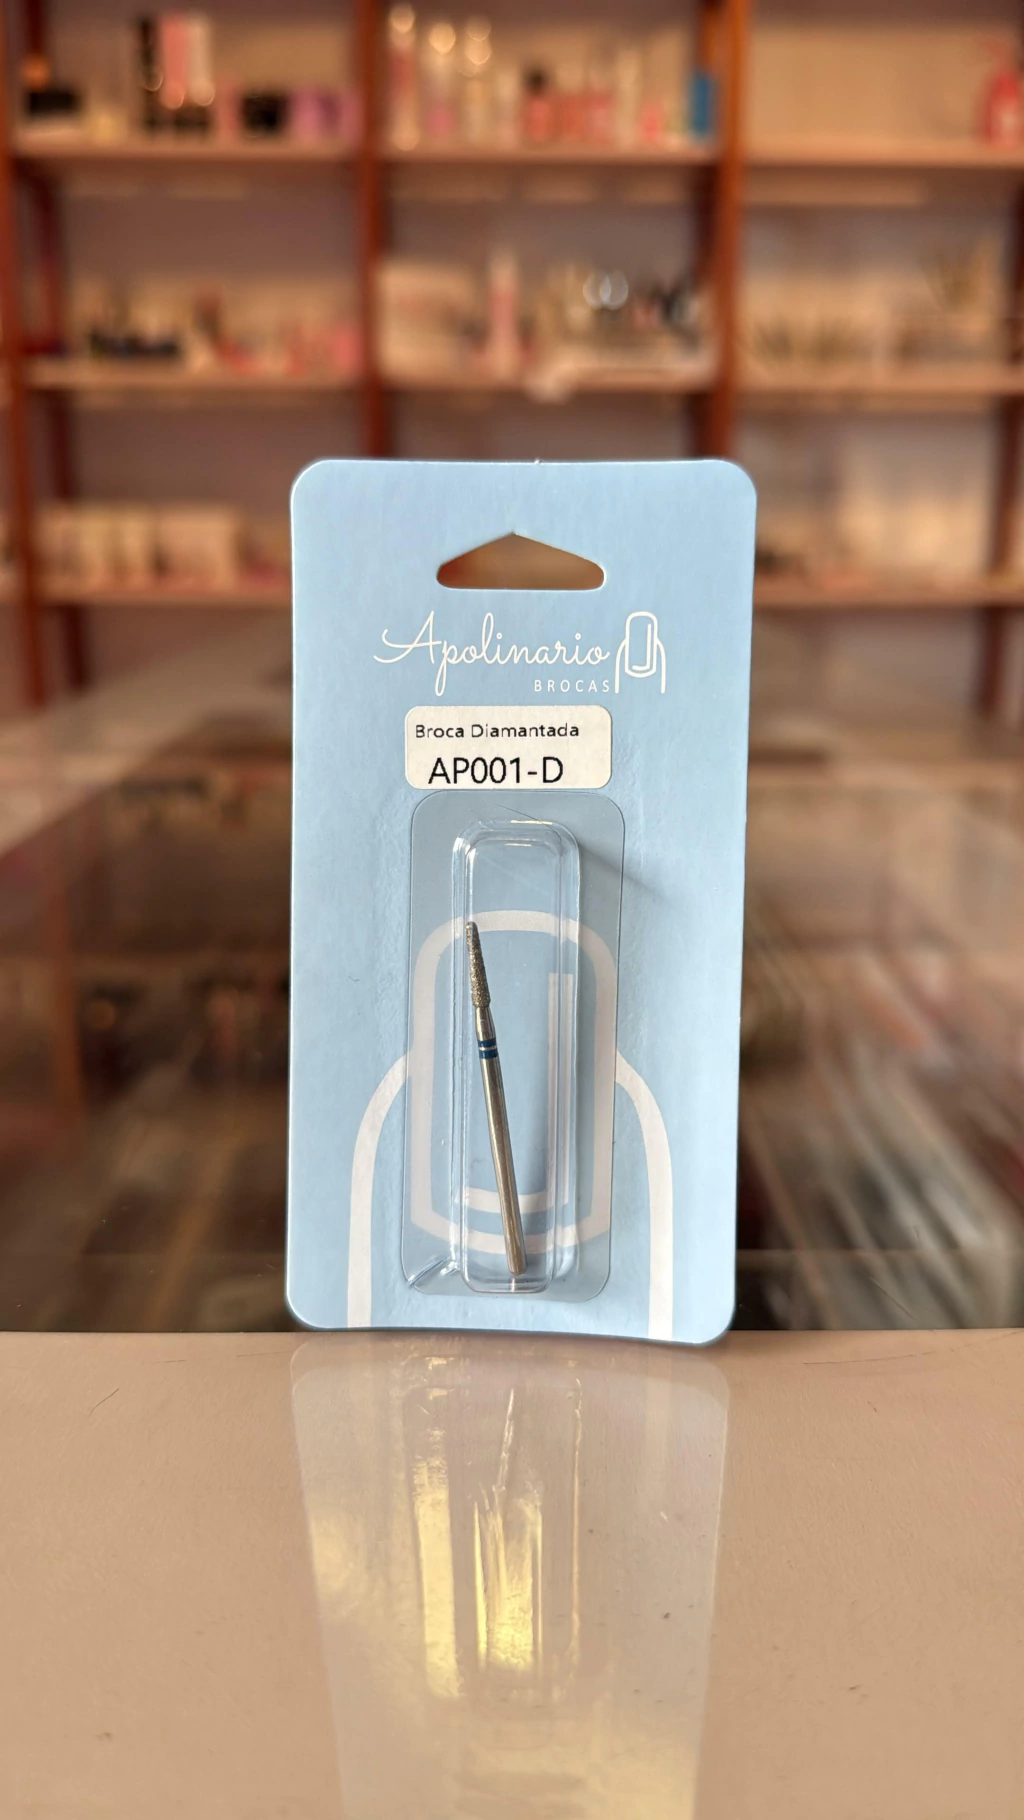 Apolinario
BROCAS
Broca Diamantada
AP001-D